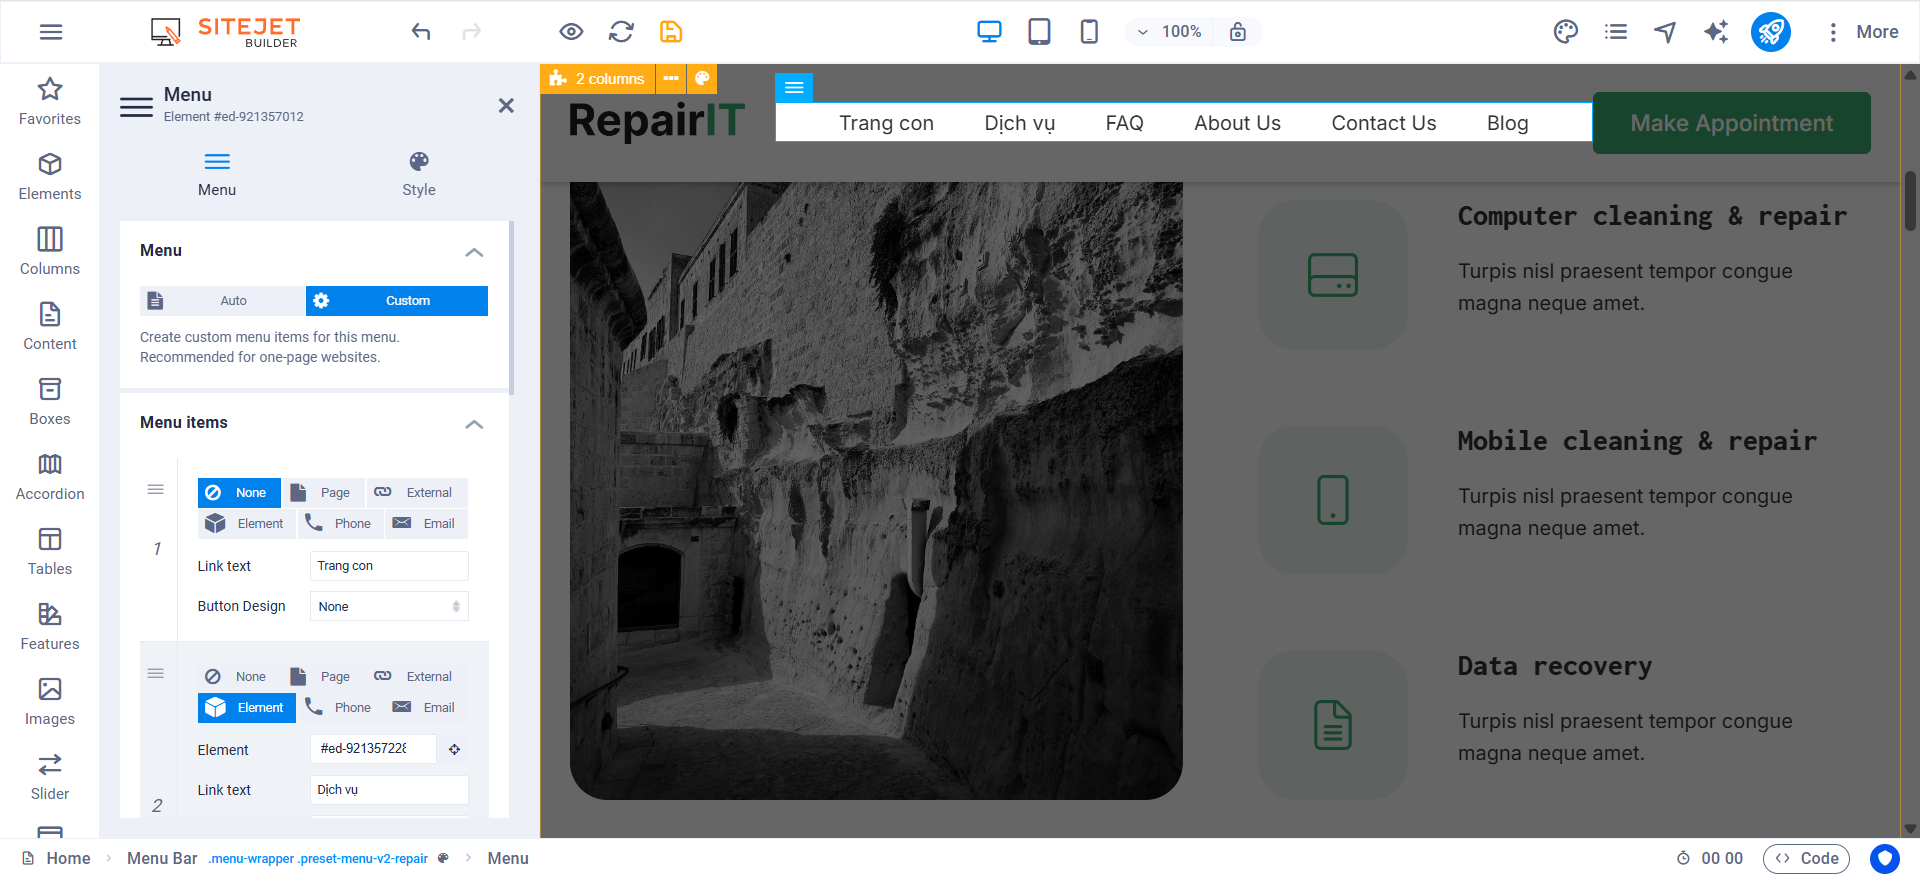 SITEJET
BUILDER
100%
More
Favorites
Elements
Columns
Content
Boxes
Accordion
Tables
Features
Images
Slider
Menu
Element #ed-921357012
Menu
Style
Menu
Auto
Custom
Create custom menu items for this menu.
Recommended for one-page websites.
Menu items
1
None
Page
External
Element
Phone
Email
Link text
Trang con
Button Design
None
2
None
Page
External
Element
Phone
Email
Element
#ed-921357228
Link text
Dịch vụ
2 columns
RepairIT
Trang con
Dịch vụ
FAQ
About Us
Contact Us
Blog
Make Appointment
Computer cleaning & repair
Turpis nisl praesent tempor congue
magna neque amet.
Mobile cleaning & repair
Turpis nisl praesent tempor congue
magna neque amet.
Data recovery
Turpis nisl praesent tempor congue
magna neque amet.
Home
Menu Bar
.menu-wrapper .preset-menu-v2-repair
Menu
00 00
Code